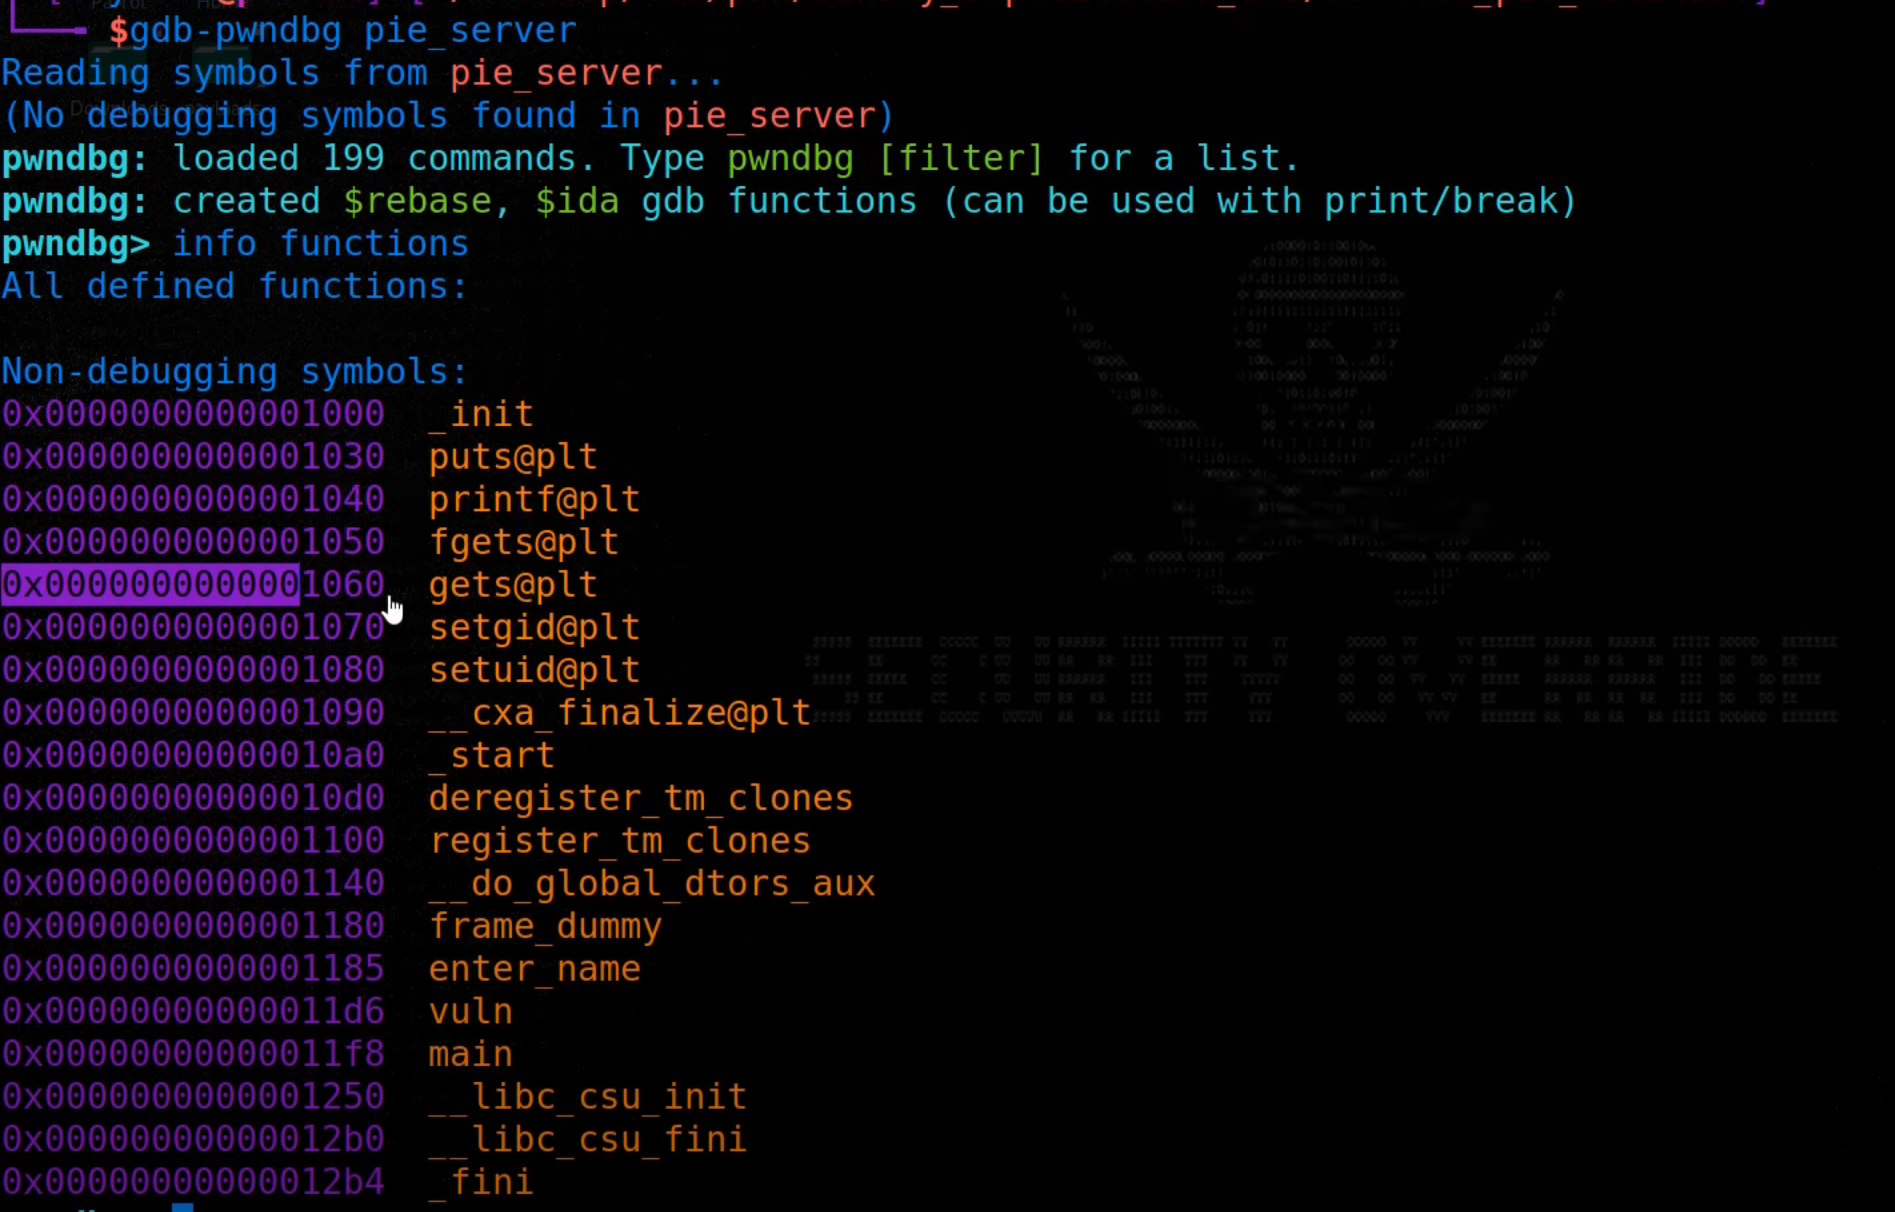 $gdb-pwndbg pie_server
Reading symbols from pie_server...
(No debugging symbols found in pie_server)
pwndbg: loaded 199 commands. Type pwndbg [filter] for a list.
pwndbg: created $rebase, $ida gdb functions (can be used with print/break)
pwndbg> info functions
All defined functions:
Non-debugging symbols:
0x0000000000001000  _init
0x0000000000001030  puts@plt
0x0000000000001040  printf@plt
0x0000000000001050  fgets@plt
0x0000000000001060  gets@plt
0x0000000000001070  setgid@plt
0x0000000000001080  setuid@plt
0x0000000000001090  __cxa_finalize@plt
0x00000000000010a0  _start
0x00000000000010d0  deregister_tm_clones
0x0000000000001100  register_tm_clones
0x0000000000001140  __do_global_dtors_aux
0x0000000000001180  frame_dummy
0x0000000000001185  enter_name
0x00000000000011d6  vuln
0x00000000000011f8  main
0x0000000000001250  __libc_csu_init
0x00000000000012b0  __libc_csu_fini
0x00000000000012b4  _fini
SECURITY OVERRIDE